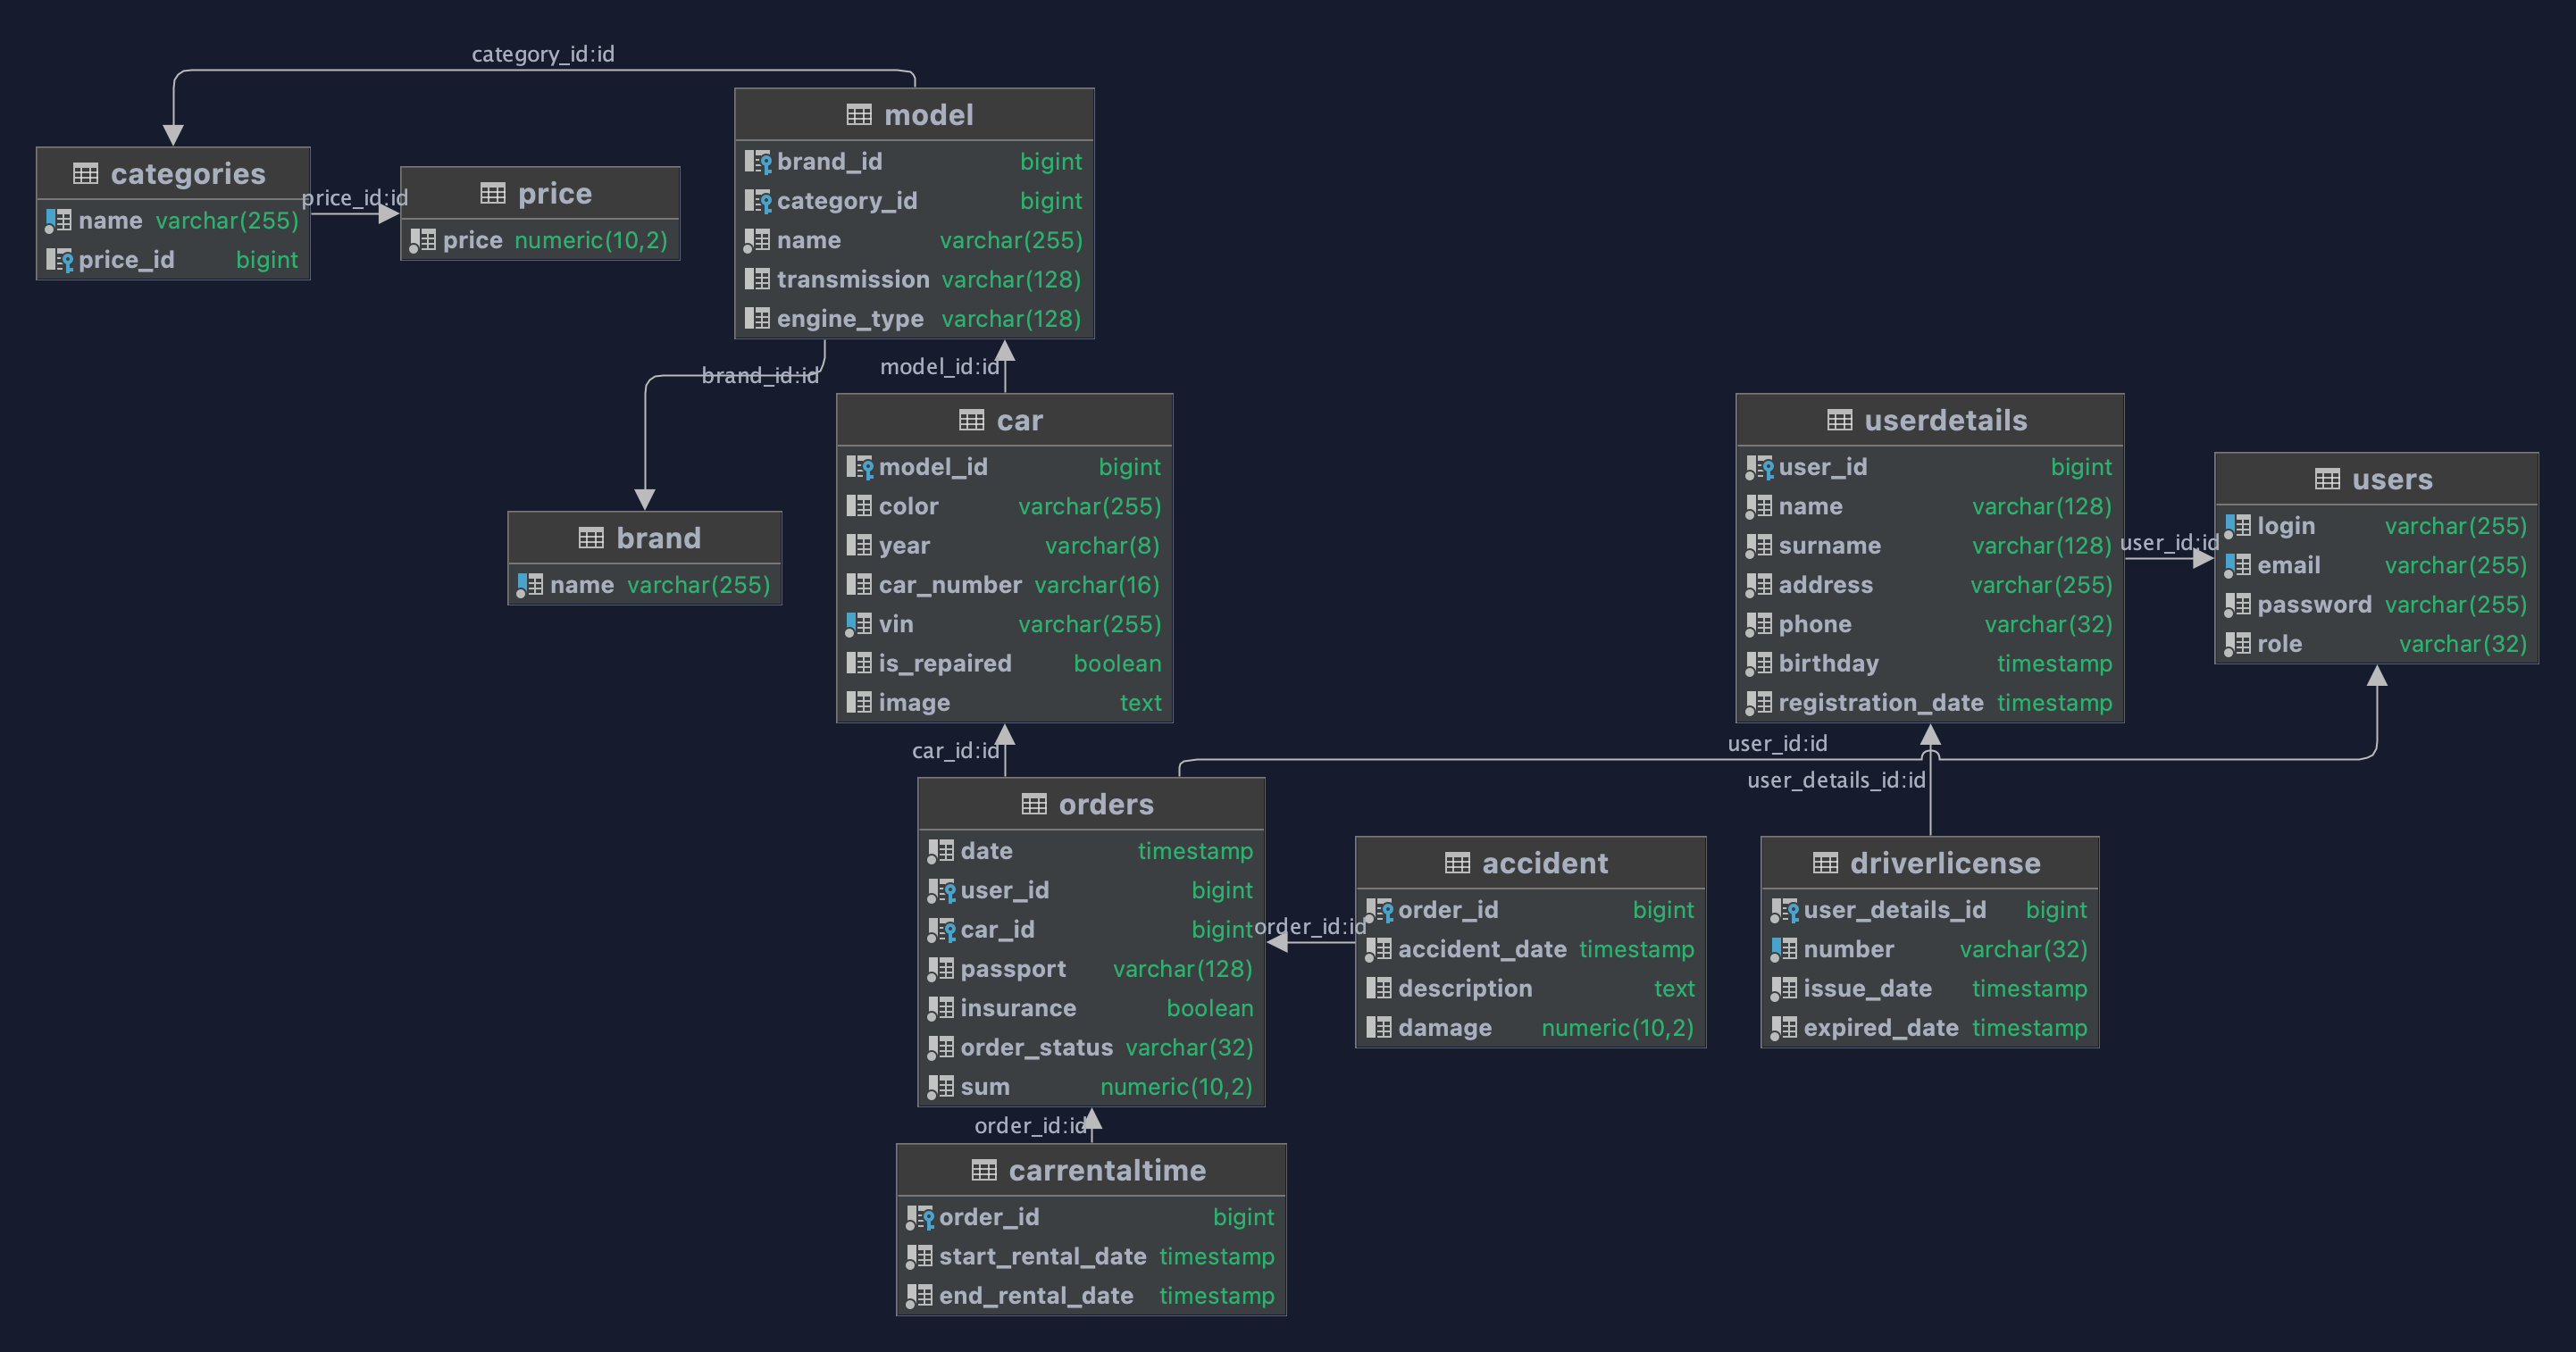 category_id:id
model
brand_id bigint
category_id bigint
name varchar(255)
transmission varchar(128)
engine_type varchar(128)
categories
name varchar(255)
price_id bigint
price_id:id
price
price numeric(10,2)
brand_id:id
model_id:id
brand
name varchar(255)
car
model_id bigint
color varchar(255)
year varchar(8)
car_number varchar(16)
vin varchar(255)
is_repaired boolean
image text
userdetails
user_id bigint
name varchar(128)
surname varchar(128)
address varchar(255)
phone varchar(32)
birthday timestamp
registration_date timestamp
user_id:id
users
login varchar(255)
email varchar(255)
password varchar(255)
role varchar(32)
car_id:id
user_id:id
user_details_id:id
orders
date timestamp
user_id bigint
car_id bigint
passport varchar(128)
insurance boolean
order_status varchar(32)
sum numeric(10,2)
order_id:id
accident
order_id bigint
accident_date timestamp
description text
damage numeric(10,2)
driverlicense
user_details_id bigint
number varchar(32)
issue_date timestamp
expired_date timestamp
order_id:id
carrentaltime
order_id bigint
start_rental_date timestamp
end_rental_date timestamp